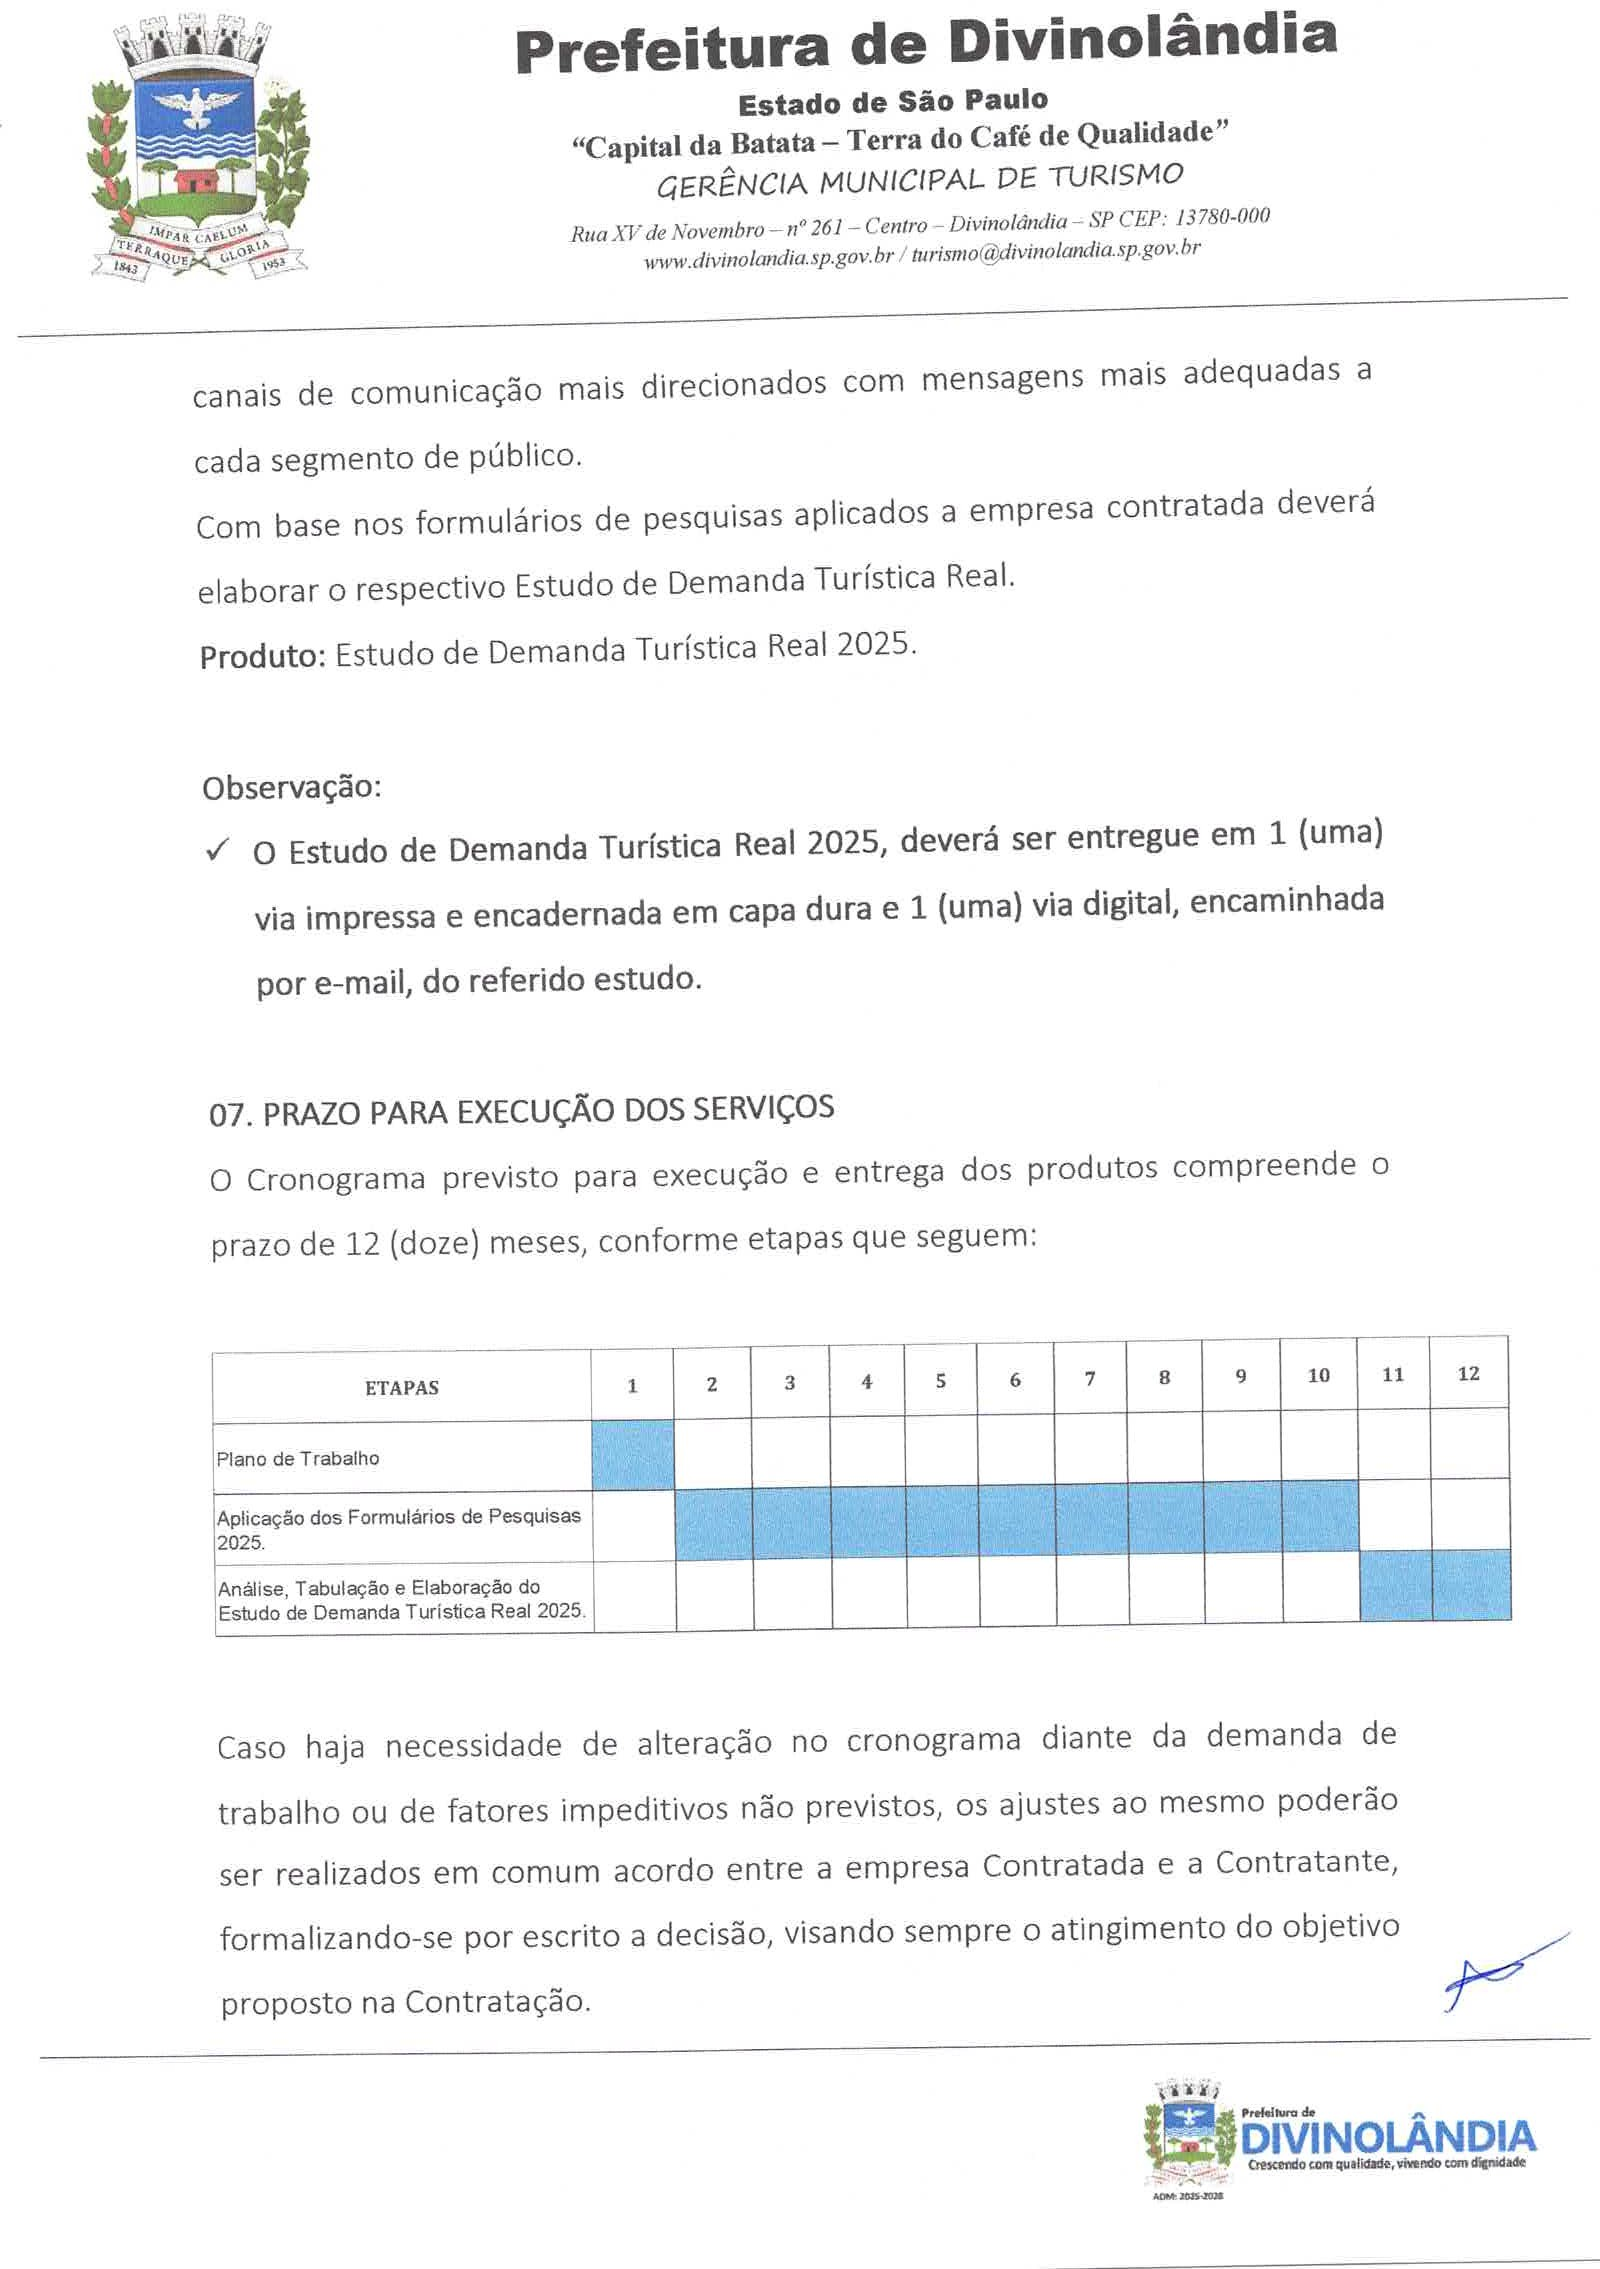 Prefeitura de Divinolândia
Estado de São Paulo
“Capital da Batata – Terra do Café de Qualidade”
GERÊNCIA MUNICIPAL DE TURISMO
Rua XV de Novembro – nº 261 – Centro – Divinolândia – SP CEP: 13780-000
www.divinolandia.sp.gov.br / turismo@divinolandia.sp.gov.br
IMPAR CAELUM
TERRAQUE GLORIA
1843 1953
canais de comunicação mais direcionados com mensagens mais adequadas a
cada segmento de público.
Com base nos formulários de pesquisas aplicados a empresa contratada deverá
elaborar o respectivo Estudo de Demanda Turística Real.
Produto: Estudo de Demanda Turística Real 2025.
Observação:
✓ O Estudo de Demanda Turística Real 2025, deverá ser entregue em 1 (uma)
via impressa e encadernada em capa dura e 1 (uma) via digital, encaminhada
por e-mail, do referido estudo.
07. PRAZO PARA EXECUÇÃO DOS SERVIÇOS
O Cronograma previsto para execução e entrega dos produtos compreende o
prazo de 12 (doze) meses, conforme etapas que seguem:
ETAPAS 1 2 3 4 5 6 7 8 9 10 11 12
Plano de Trabalho
Aplicação dos Formulários de Pesquisas
2025.
Análise, Tabulação e Elaboração do
Estudo de Demanda Turística Real 2025.
Caso haja necessidade de alteração no cronograma diante da demanda de
trabalho ou de fatores impeditivos não previstos, os ajustes ao mesmo poderão
ser realizados em comum acordo entre a empresa Contratada e a Contratante,
formalizando-se por escrito a decisão, visando sempre o atingimento do objetivo
proposto na Contratação.
Prefeitura de
DIVINOLÂNDIA
Crescendo com qualidade, vivendo com dignidade
ADM: 2025-2028